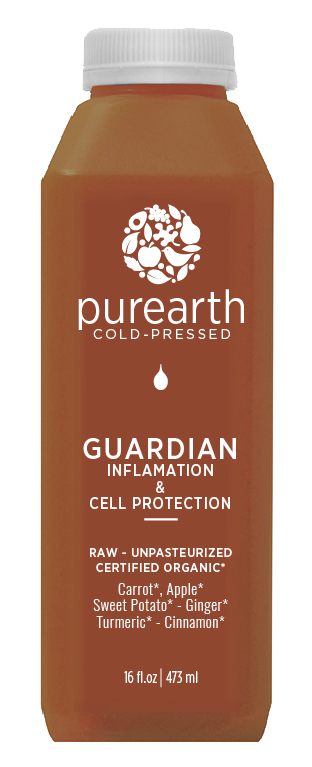 purearth
COLD-PRESSED
GUARDIAN
INFLAMATION
&
CELL PROTECTION
RAW - UNPASTEURIZED
CERTIFIED ORGANIC*
Carrot*, Apple*
Sweet Potato* - Ginger*
Turmeric* - Cinnamon*
16 fl.oz | 473 ml